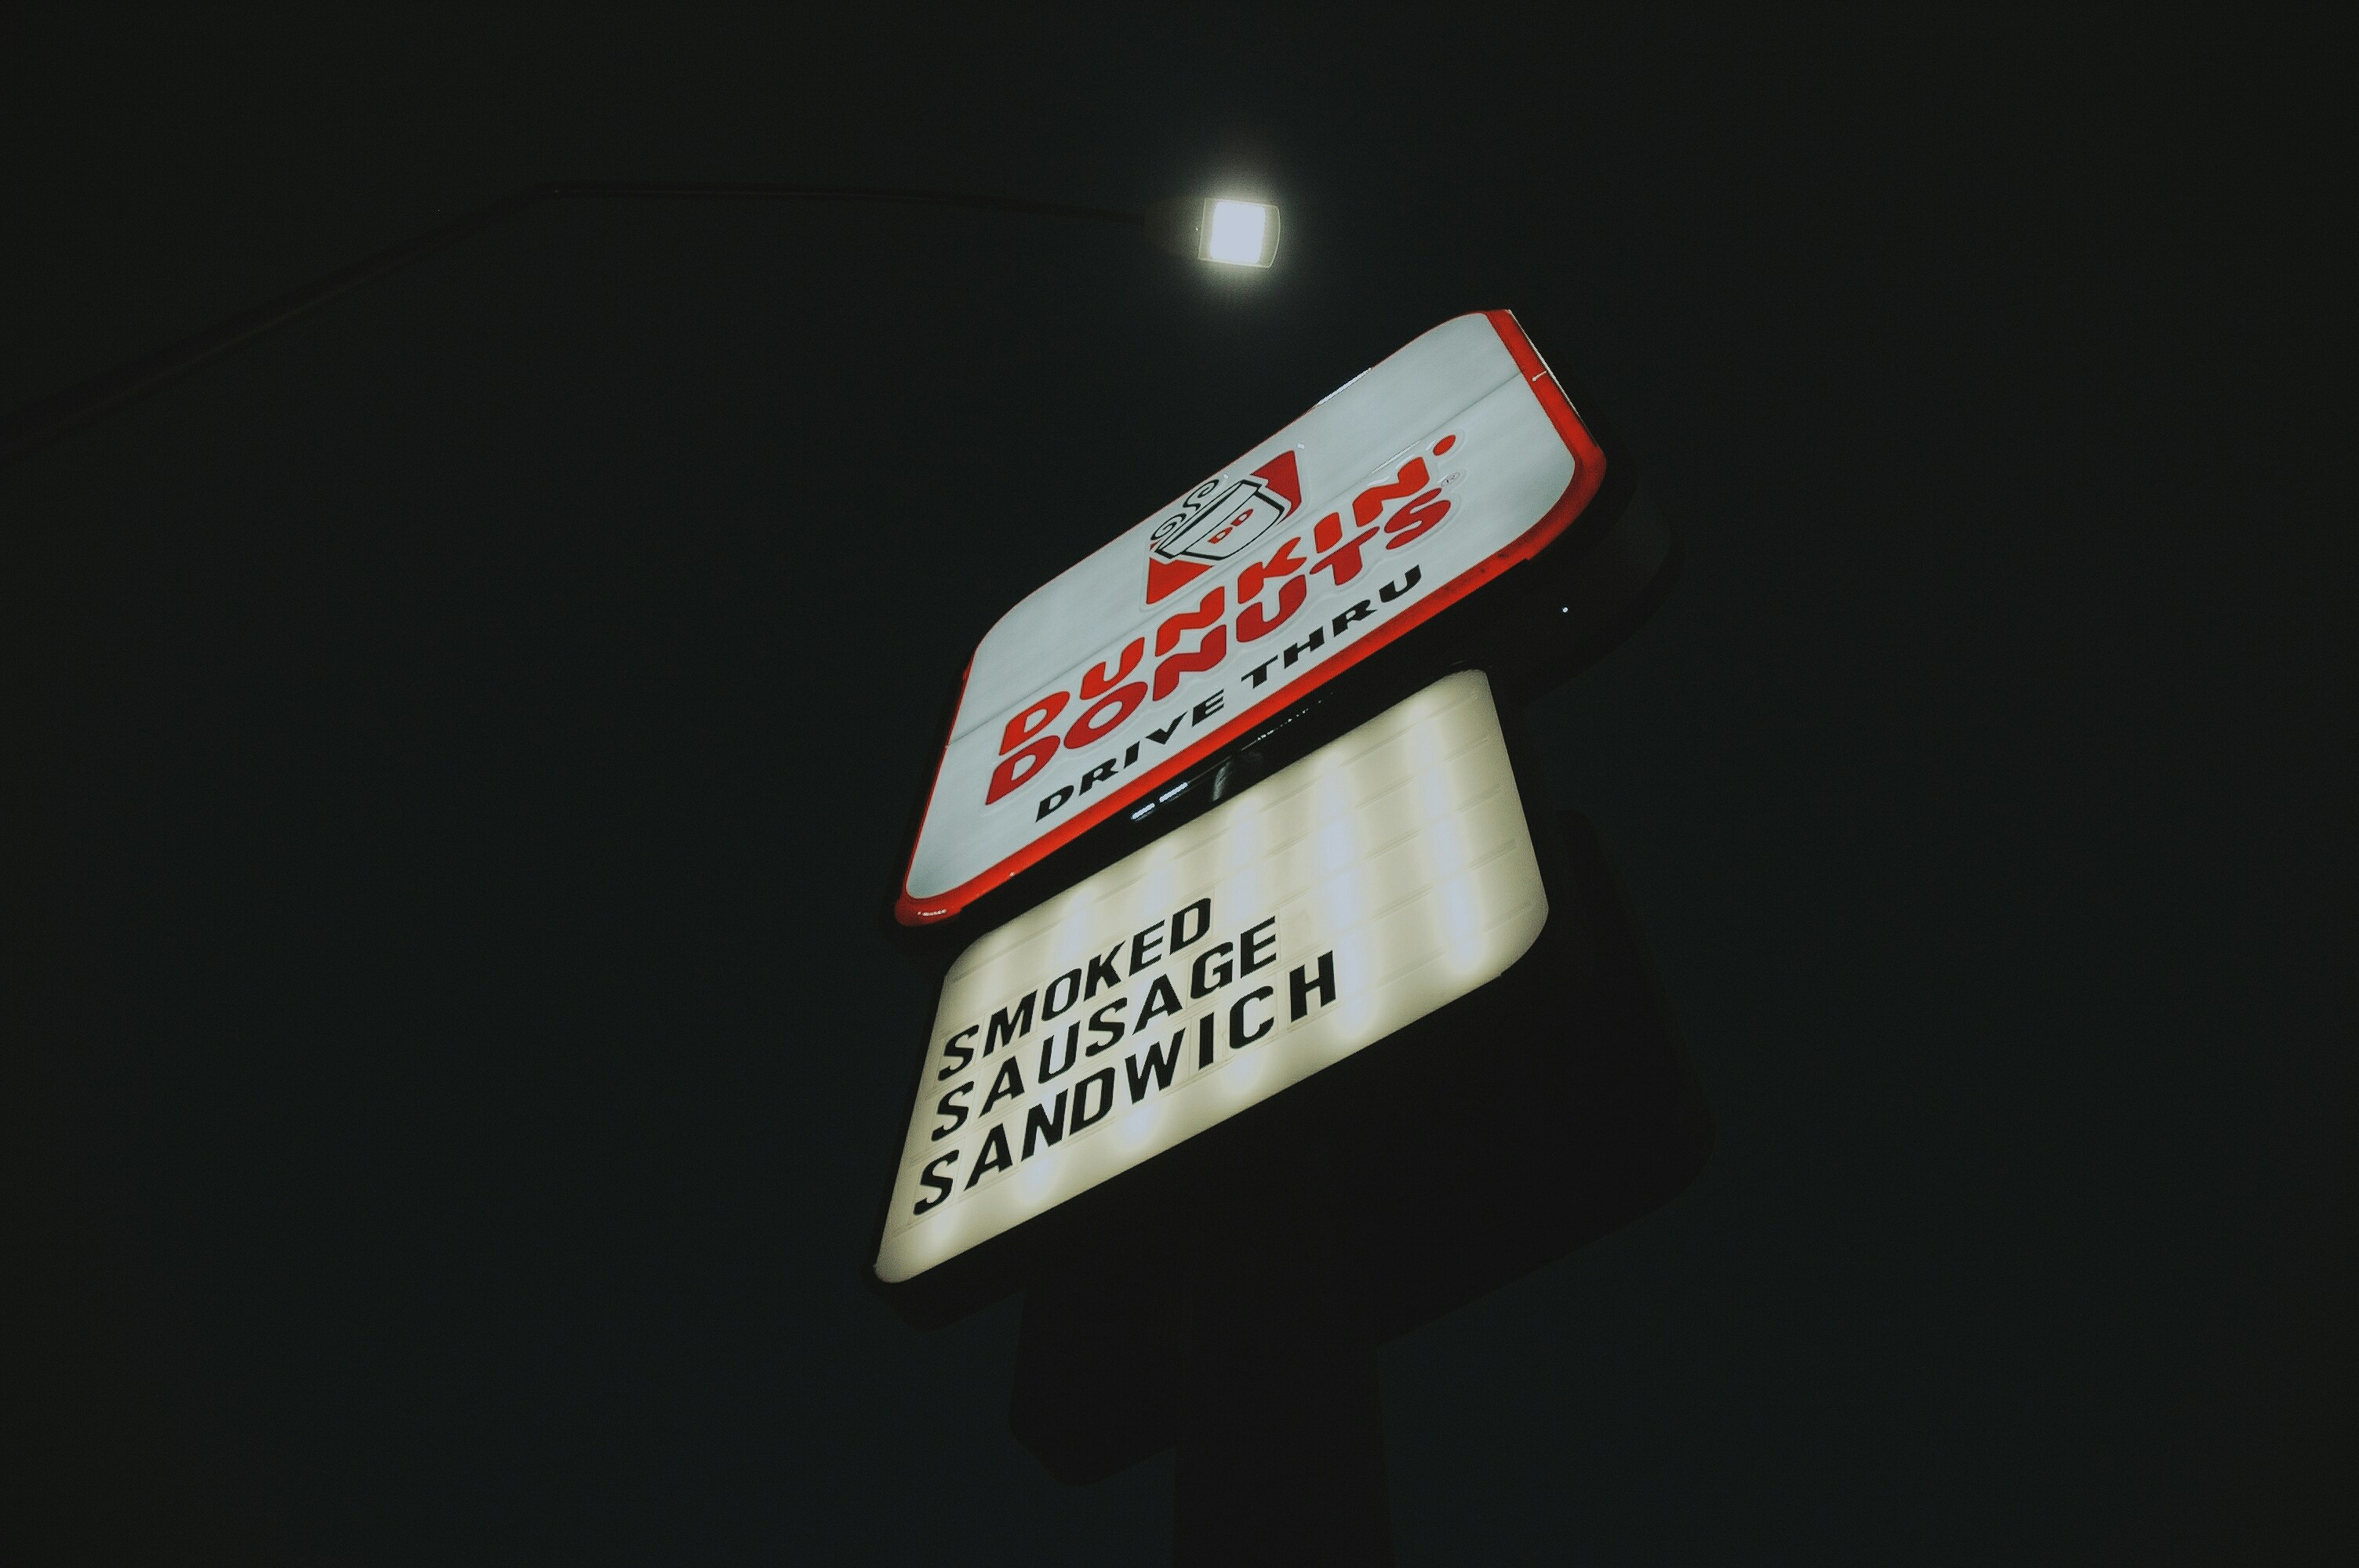 DUNKIN'
DONUTS®
DRIVE THRU
SMOKED
SAUSAGE
SANDWICH